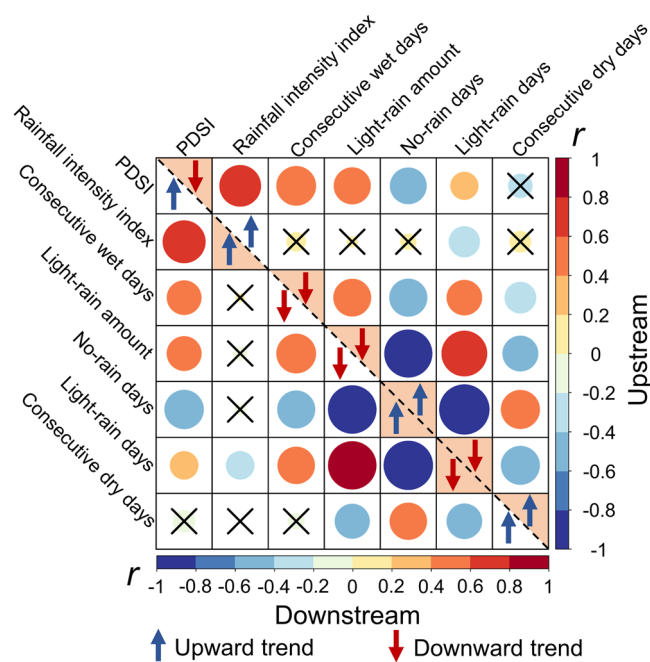 PDSI
Rainfall intensity index
Consecutive wet days
Light-rain amount
No-rain days
Light-rain days
Consecutive dry days
PDSI
Rainfall intensity index
Consecutive wet days
Light-rain amount
No-rain days
Light-rain days
Consecutive dry days
r
1
0.8
0.6
0.4
0.2
0
-0.2
-0.4
-0.6
-0.8
-1
Upstream
r
-1 -0.8 -0.6 -0.4 -0.2 0 0.2 0.4 0.6 0.8 1
Downstream
Upward trend Downward trend